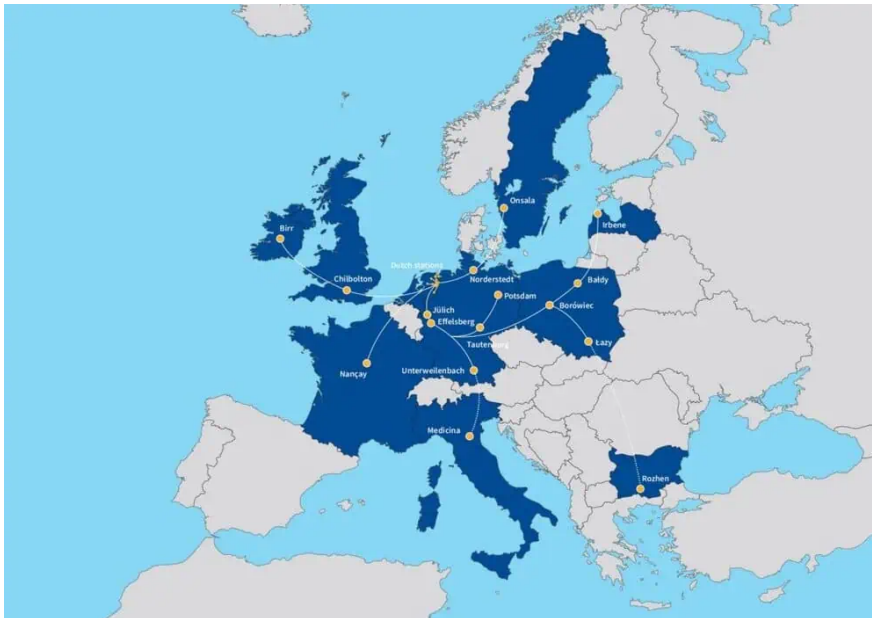 Onsala
Irbene
Birr
Dutch stations
Chilbolton
Norderstedt
Bałdy
Potsdam
Borówiec
Jülich
Effelsberg
Tautenburg
Łazy
Nançay
Unterweilenbach
Medicina
Rozhen